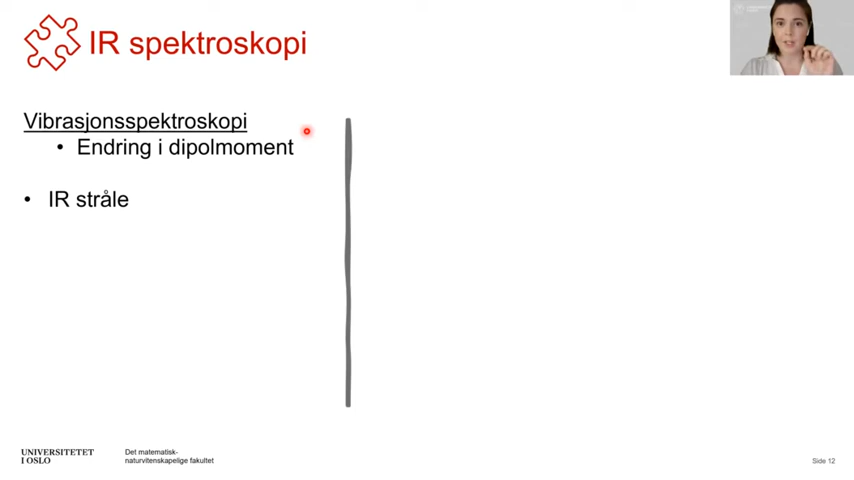 IR spektroskopi
Vibrasjonsspektroskopi
• Endring i dipolmoment
• IR stråle
UNIVERSITETET
I OSLO
Det matematisk-
naturvitenskapelige fakultet
Side 12